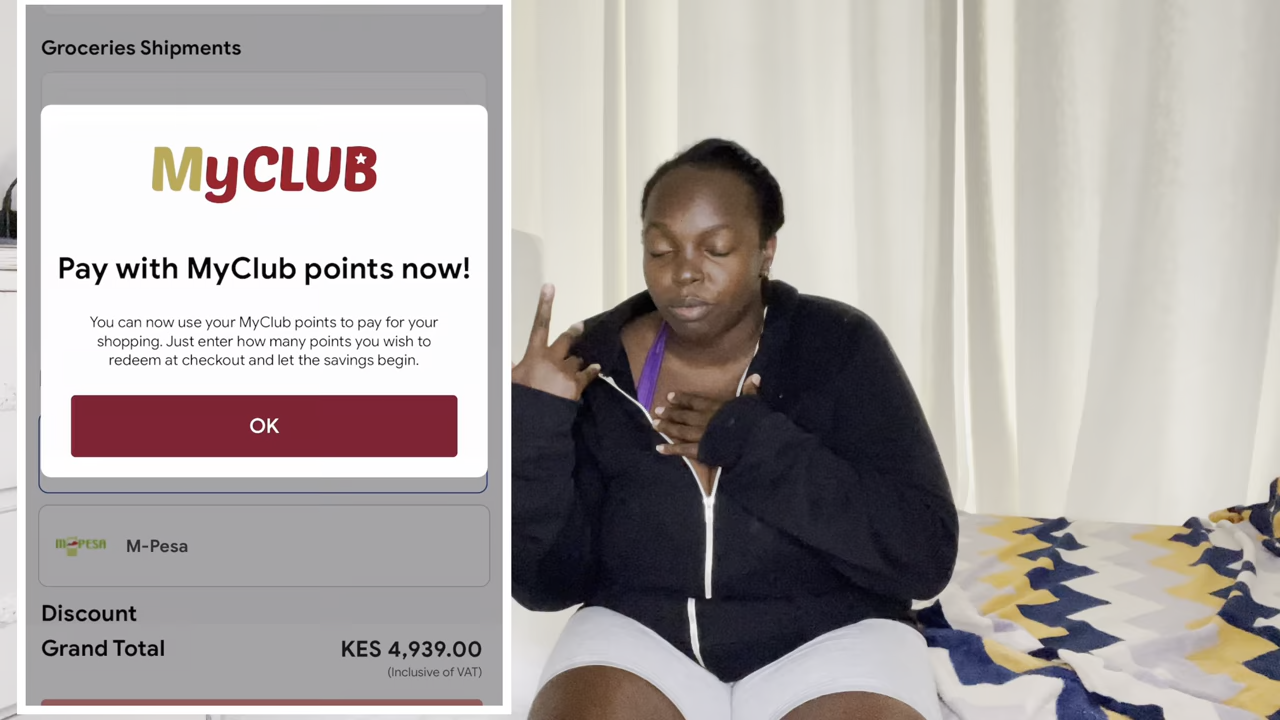 Groceries Shipments
MyCLUB
Pay with MyClub points now!
You can now use your MyClub points to pay for your
shopping. Just enter how many points you wish to
redeem at checkout and let the savings begin.
OK
M-PESA M-Pesa
Discount
Grand Total KES 4,939.00
(Inclusive of VAT)